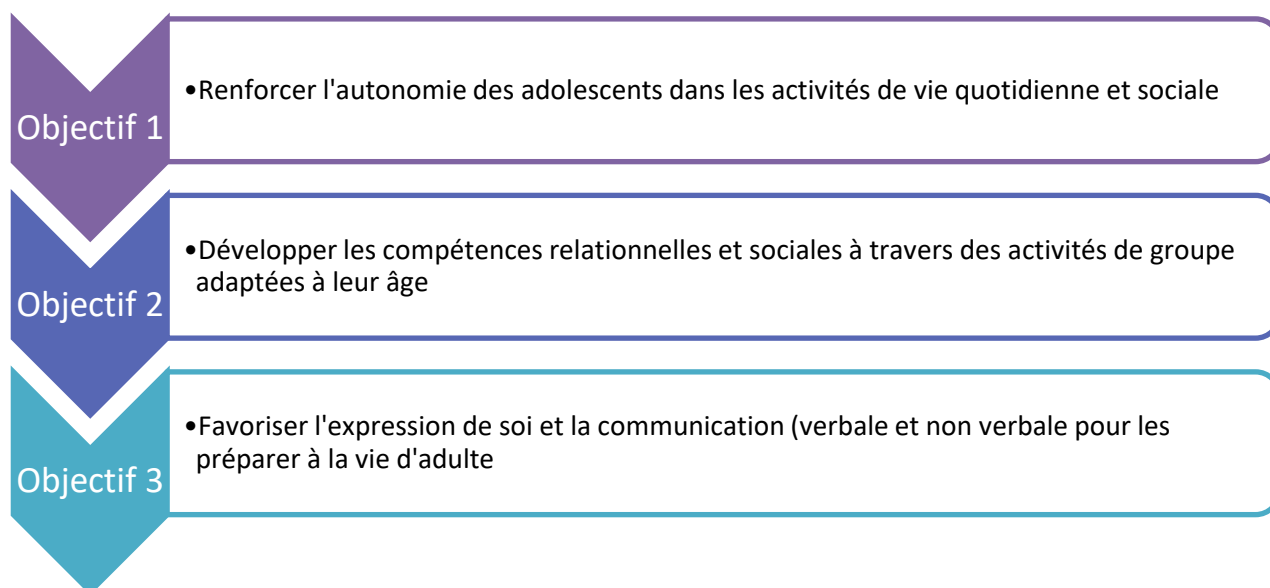 Objectif 1
•Renforcer l'autonomie des adolescents dans les activités de vie quotidienne et sociale
Objectif 2
•Développer les compétences relationnelles et sociales à travers des activités de groupe
adaptées à leur âge
Objectif 3
•Favoriser l'expression de soi et la communication (verbale et non verbale pour les
préparer à la vie d'adulte